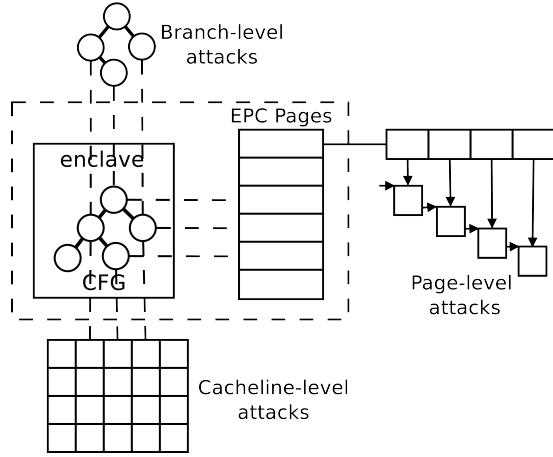 Branch-level
attacks
EPC Pages
enclave
CFG
Page-level
attacks
Cacheline-level
attacks